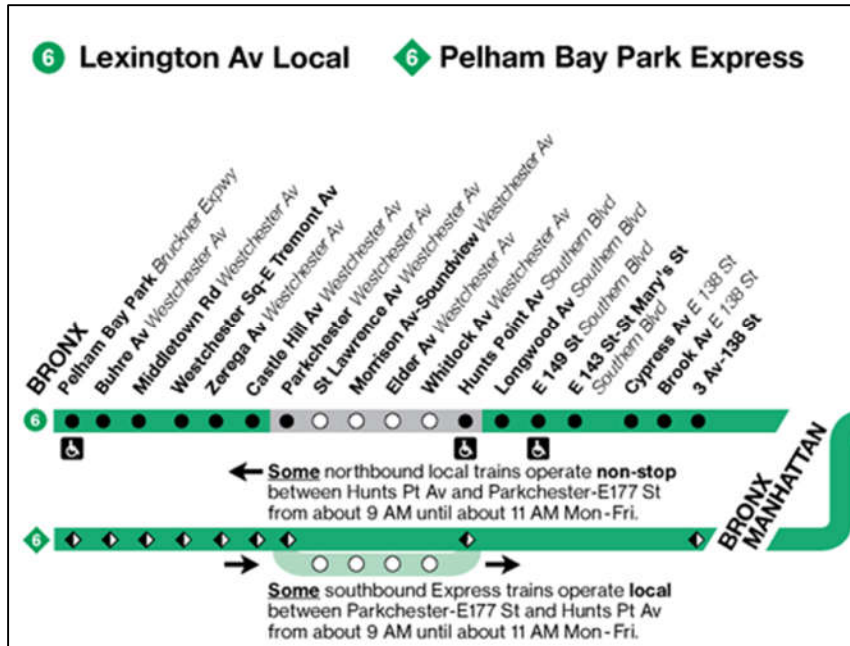 6 Lexington Av Local
6 Pelham Bay Park Express
BRONX
Pelham Bay Park Bruckner Expwy
Buhre Av Westchester Av
Middletown Rd Westchester Av
Westchester Sq-E Tremont Av
Zerega Av Westchester Av
Castle Hill Av Westchester Av
Parkchester Westchester Av
St Lawrence Av Westchester Av
Morrison Av-Soundview Westchester Av
Elder Av Westchester Av
Whitlock Av Westchester Av
Hunts Point Av Southern Blvd
Longwood Av Southern Blvd
E 149 St Southern Blvd
E 143 St-St Mary's St
Southern Blvd
Cypress Av E 138 St
Brook Av E 138 St
3 Av-138 St
6
Some northbound local trains operate non-stop
between Hunts Pt Av and Parkchester-E177 St
from about 9 AM until about 11 AM Mon-Fri.
BRONX
MANHATTAN
6
Some southbound Express trains operate local
between Parkchester-E177 St and Hunts Pt Av
from about 9 AM until about 11 AM Mon-Fri.